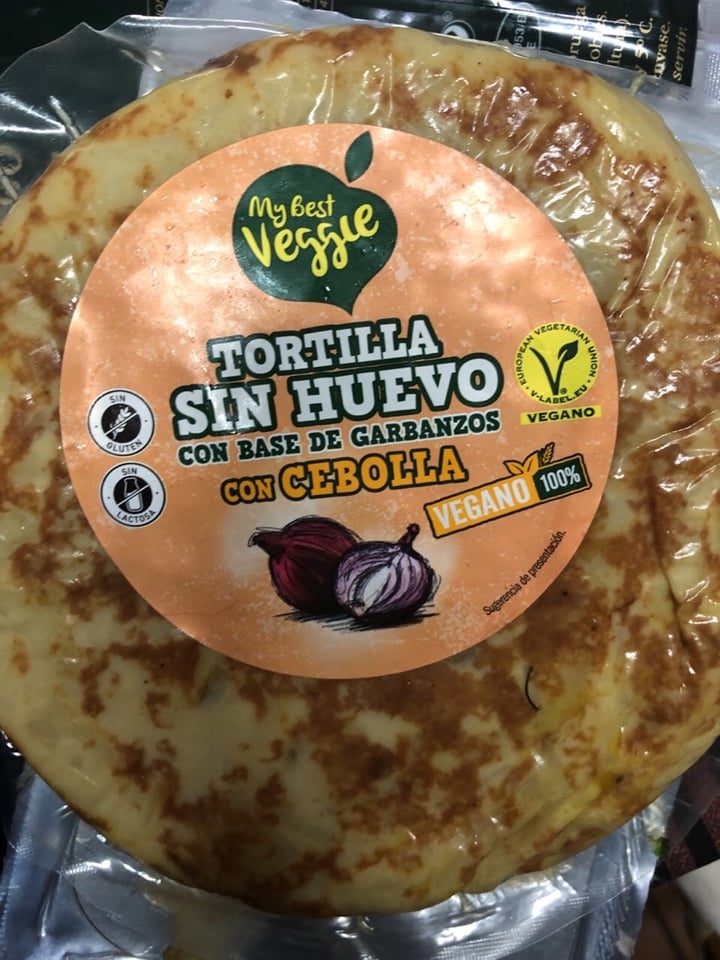 My Best
Veggie
TORTILLA
SIN HUEVO
CON BASE DE GARBANZOS
CON CEBOLLA
VEGANO 100%
SIN
GLUTEN
SIN
LACTOSA
EUROPEAN VEGETARIAN UNION
V-LABEL.EU
VEGANO
Sugerencia de presentación.
servir.